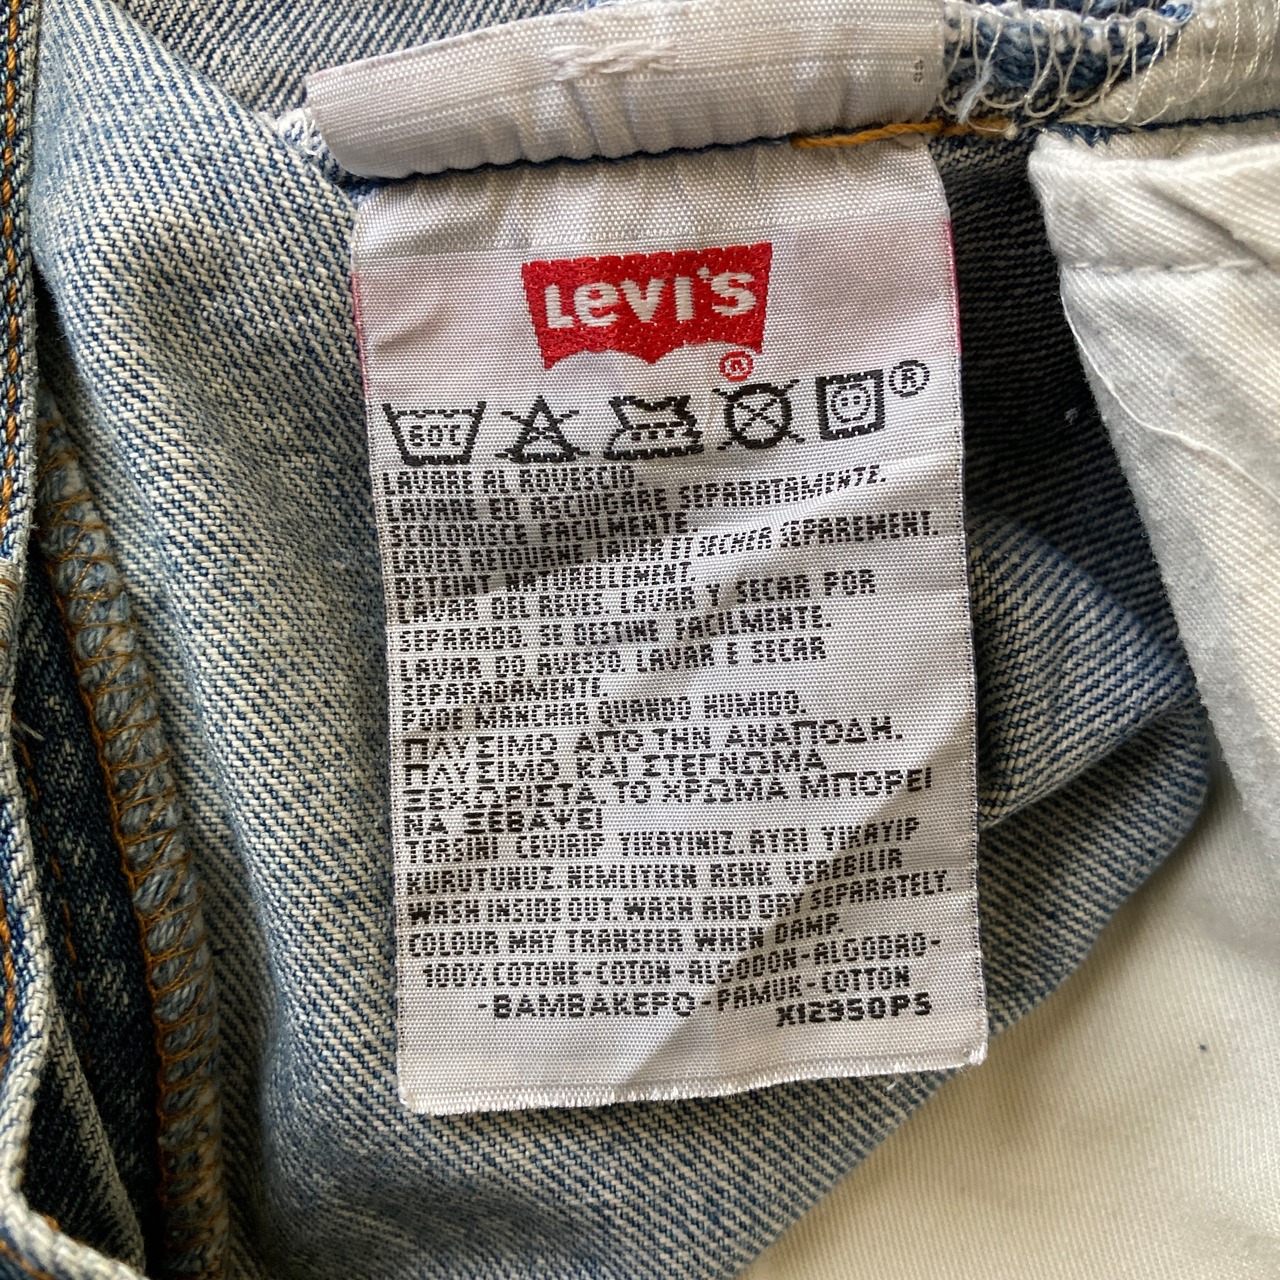 Levi's
®
60C
®
LAVARE AL ROVESCIO
LAVARE ED ASCIUGARE SEPARATAMENTE.
SCOLORISCE FACILMENTE.
LAVER RETOURNE LAVER ET SECHER SEPAREMENT.
DETEINT NATURELLEMENT.
LAVAR DEL REVES LAVAR Y SECAR POR
SEPARADO. SE DESTINE FACILMENTE.
LAVAR DO AVESSO LAVAR E SECAR
SEPARADAMENTE.
PODE MANCHAR QUANDO HUMIDO.
ΠΛΥΣΙΜΟ ΑΠΟ ΤΗΝ ΑΝΑΠΟΔΗ.
ΠΛΥΣΙΜΟ ΚΑΙ ΣΤΕΓΝΩΜΑ
ΞΕΧΩΡΙΣΤΑ. ΤΟ ΧΡΩΜΑ ΜΠΟΡΕΙ
ΝΑ ΞΕΒΑΨΕΙ
TERSINI CEVIRIP YIKAYINIZ. AYRI YIKAYIP
KURUTUNUZ. NEMLITKEN RENK VEREBILIR
WASH INSIDE OUT. WASH AND DRY SEPARATELY.
COLOUR MAY TRANSFER WHEN DAMP.
100% COTONE-COTON-ALGODON-ALGODAO-
-ΒΑΜΒΑΚΕΡΟ-PAMUK-COTTON
X12950PS